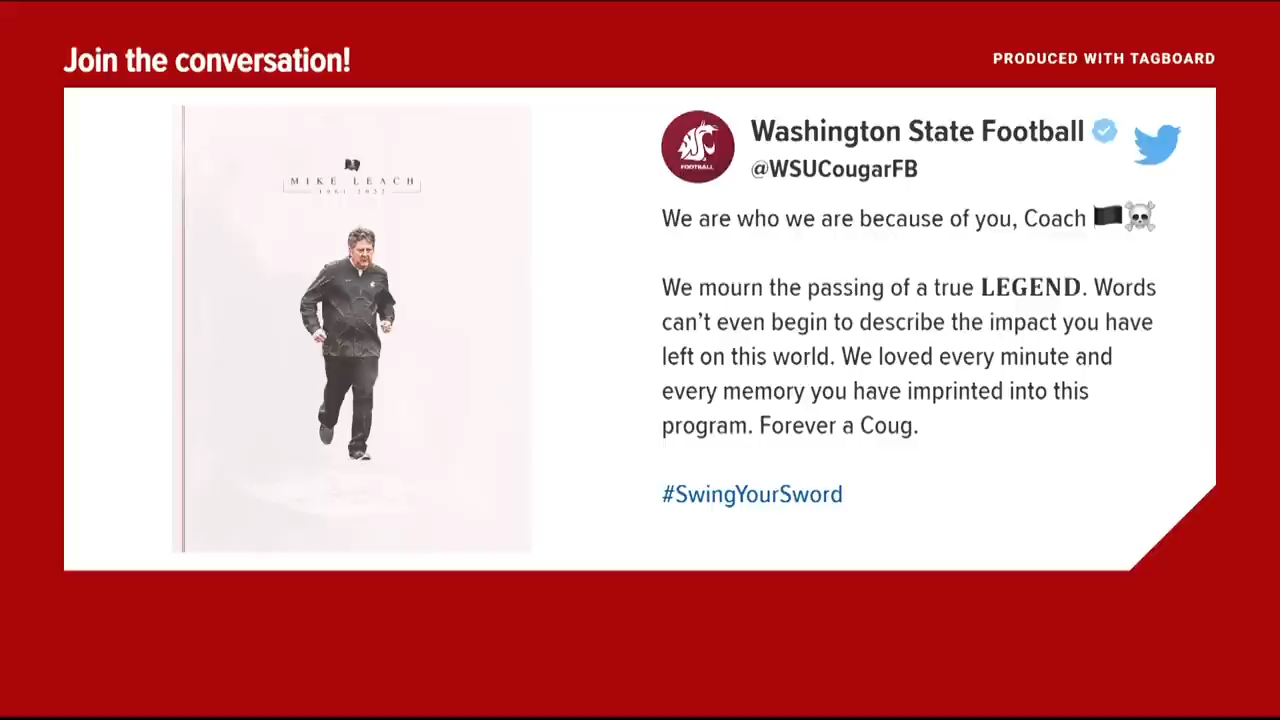 Join the conversation!
PRODUCED WITH TAGBOARD
MIKE LEACH
1961-2022
FOOTBALL
Washington State Football
@WSUCougarFB
We are who we are because of you, Coach 🏴☠️
We mourn the passing of a true LEGEND. Words
can’t even begin to describe the impact you have
left on this world. We loved every minute and
every memory you have imprinted into this
program. Forever a Coug.
#SwingYourSword